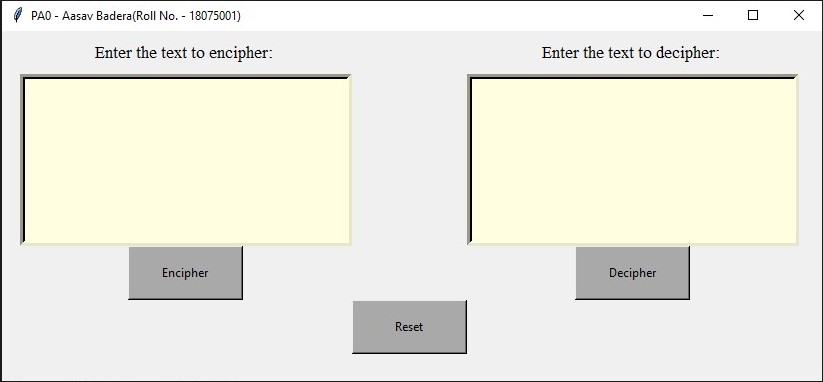 PA0 - Aasav Badera(Roll No. - 18075001)
Enter the text to encipher:
Enter the text to decipher:
Encipher
Decipher
Reset